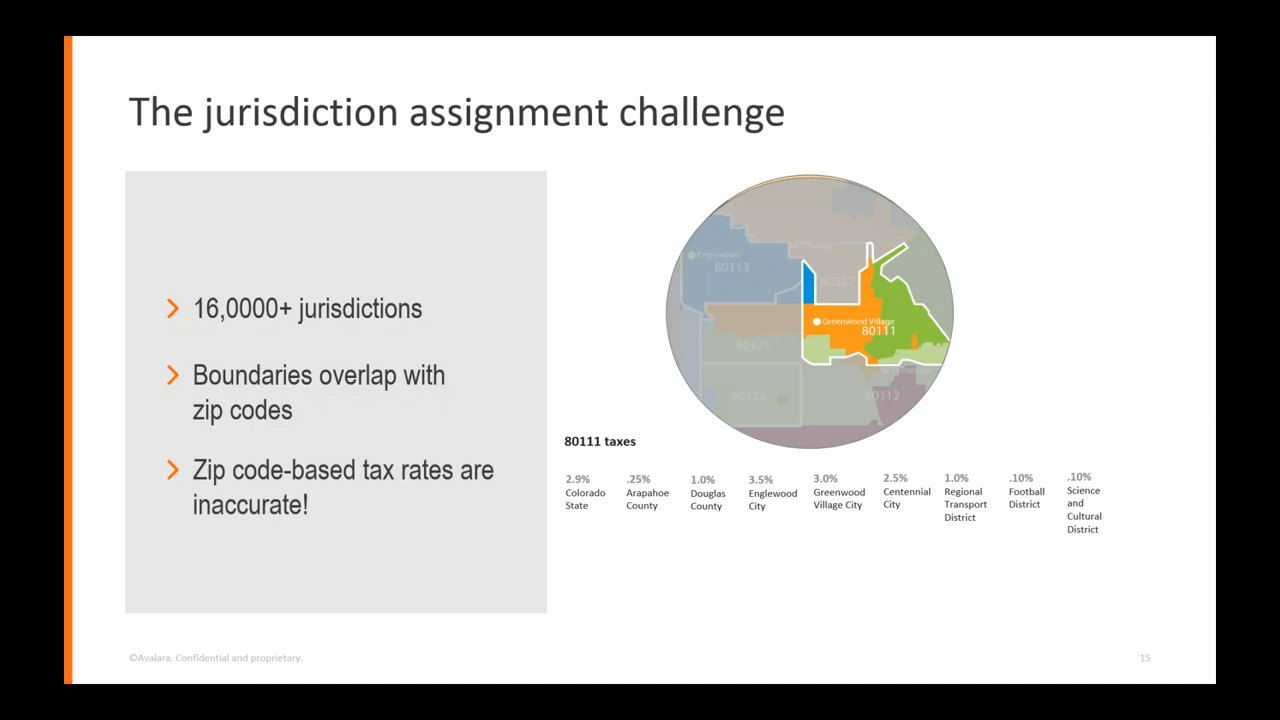 The jurisdiction assignment challenge
16,0000+ jurisdictions
Boundaries overlap with
zip codes
Zip code-based tax rates are
inaccurate!
Englewood
80113
80237
Greenwood Village
80111
80121
Centennial
80122
80112
80111 taxes
2.9%
Colorado
State
.25%
Arapahoe
County
1.0%
Douglas
County
3.5%
Englewood
City
3.0%
Greenwood
Village City
2.5%
Centennial
City
1.0%
Regional
Transport
District
.10%
Football
District
.10%
Science
and
Cultural
District
©Avalara. Confidential and proprietary.
15